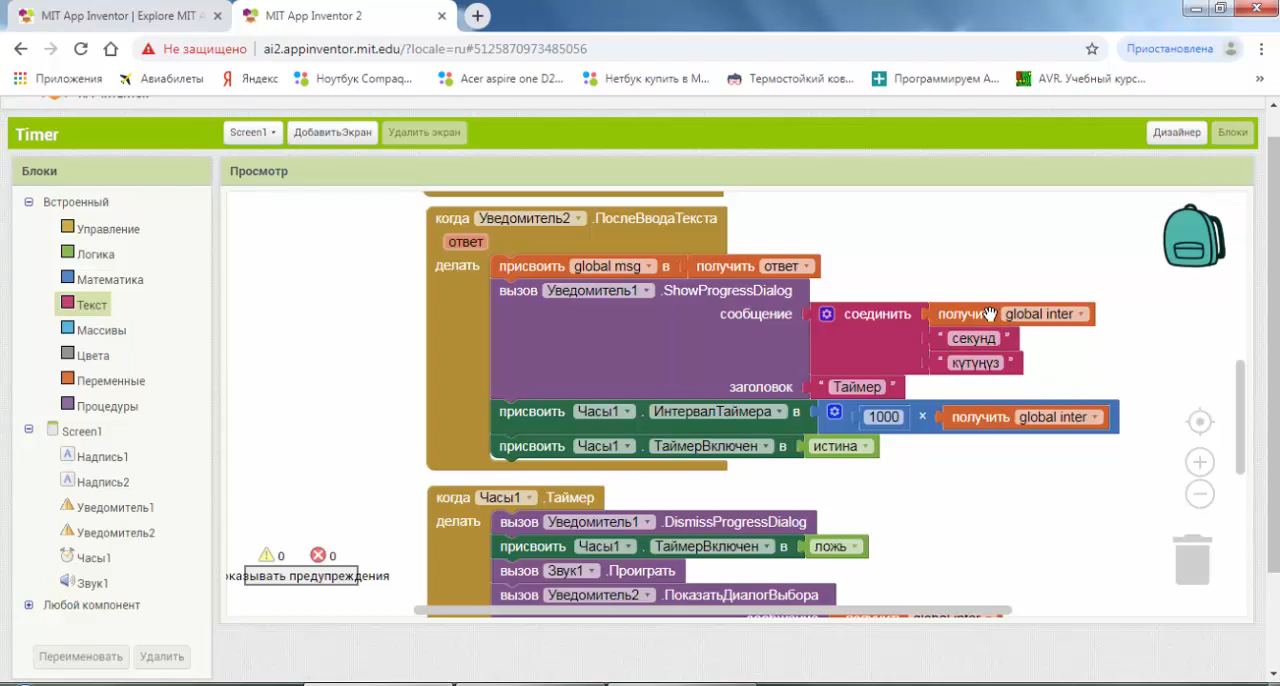 MIT App Inventor | Explore MIT
MIT App Inventor 2
Не защищено | ai2.appinventor.mit.edu/?locale=ru#5125870973485056
Приостановлена
Приложения Авиабилеты Яндекс Ноутбук Compaq... Acer aspire one D2... Нетбук купить в М... Термостойкий ков... Программируем А... AVR. Учебный курс... »
Timer Screen1 ДобавитьЭкран Удалить экран Дизайнер Блоки
Блоки
Просмотр
Встроенный
Управление
Логика
Математика
Текст
Массивы
Цвета
Переменные
Процедуры
Screen1
Надпись1
Надпись2
Уведомитель1
Уведомитель2
Часы1
Звук1
Любой компонент
Переименовать Удалить
когда Уведомитель2 .ПослеВводаТекста
ответ
делать присвоить global msg в получить ответ
вызов Уведомитель1 .ShowProgressDialog
сообщение соединить получить global inter
" секунд "
" күтүңүз "
заголовок " Таймер "
присвоить Часы1 . ИнтервалТаймера в 1000 × получить global inter
присвоить Часы1 . ТаймерВключен в истина
когда Часы1 .Таймер
делать вызов Уведомитель1 .DismissProgressDialog
присвоить Часы1 . ТаймерВключен в ложь
вызов Звук1 .Проиграть
вызов Уведомитель2 .ПоказатьДиалогВыбора
0 0
оказывать предупреждения